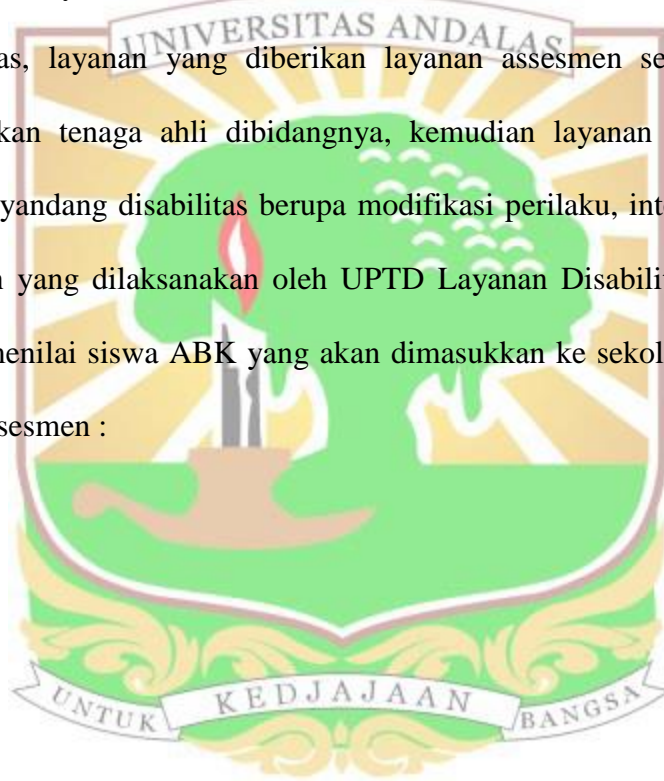 UNIVERSITAS ANDALAS
as, layanan yang diberikan layanan assesmen se
kan tenaga ahli dibidangnya, kemudian layanan
yandang disabilitas berupa modifikasi perilaku, int
yang dilaksanakan oleh UPTD Layanan Disabilit
menilai siswa ABK yang akan dimasukkan ke sekol
sesmen :
UNTUK KEDJAJAAN BANGSA